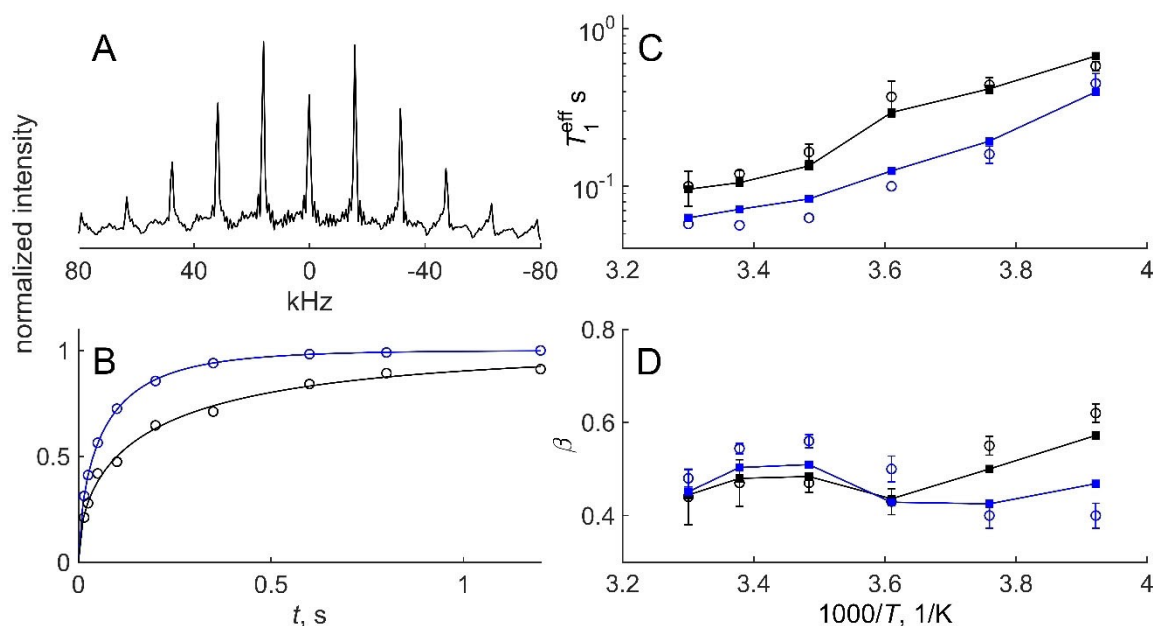 A
normalized intensity
80 40 0 -40 -80
kHz
B
1
0.5
0
0 0.5 1
t, s
C
T₁ᵉᶠᶠ s
10⁰
10⁻¹
3.2 3.4 3.6 3.8 4
D
β
0.8
0.6
0.4
3.2 3.4 3.6 3.8 4
1000/T, 1/K